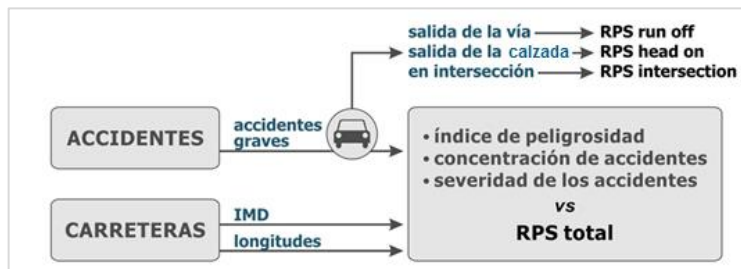 salida de la vía RPS run off
salida de la calzada RPS head on
en intersección RPS intersection
ACCIDENTES
accidentes
graves
• índice de peligrosidad
• concentración de accidentes
• severidad de los accidentes
vs
RPS total
CARRETERAS
IMD
longitudes